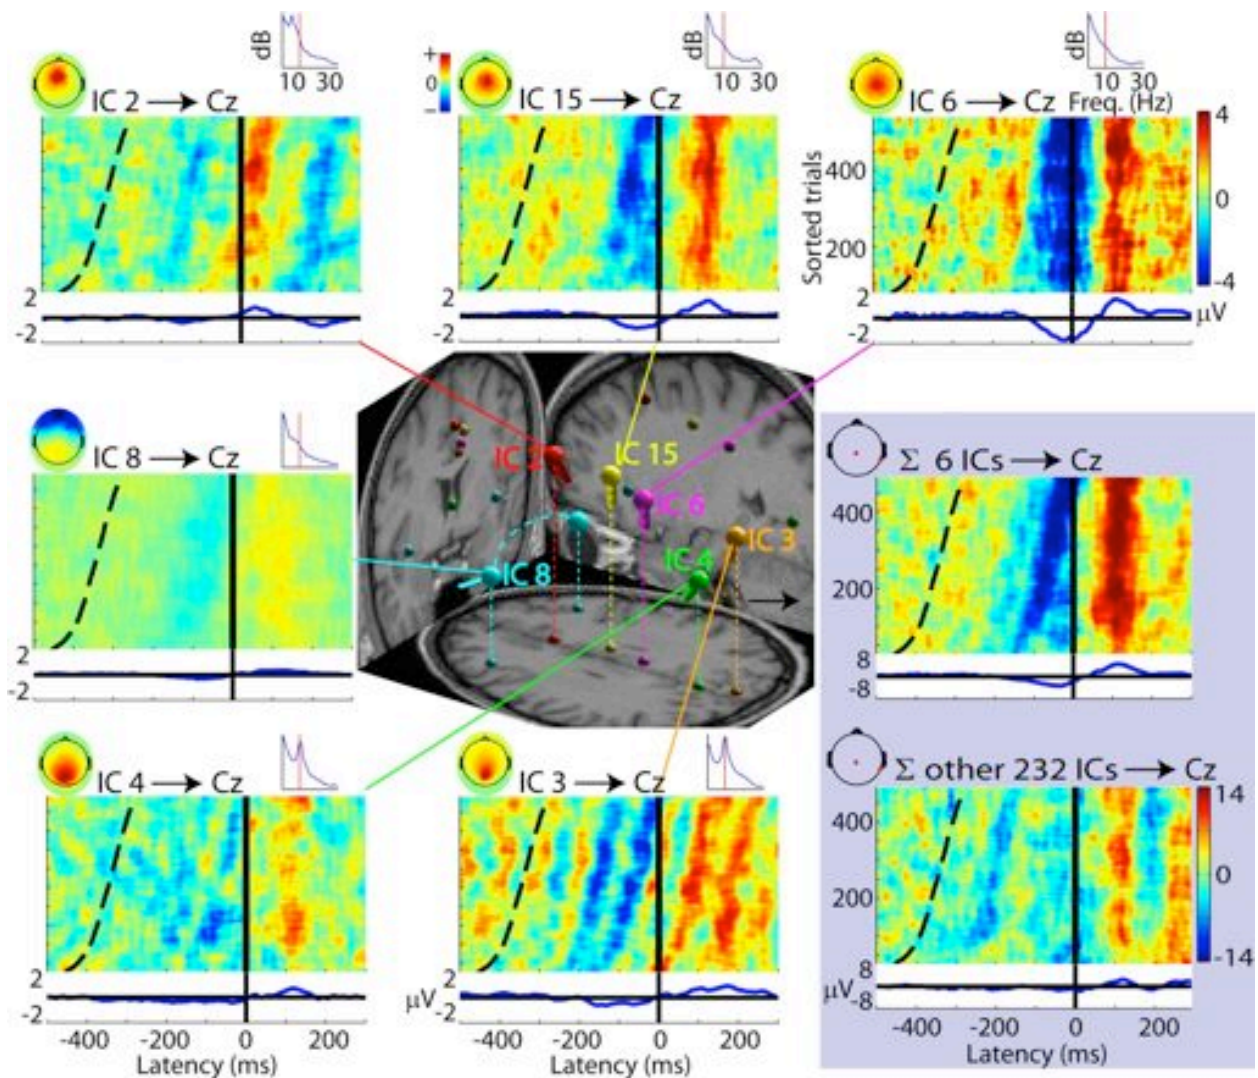 dB
10 30
IC 2 → Cz
2
-2
+
0
−
dB
10 30
IC 15 → Cz
2
-2
dB
10 30
IC 6 → Cz Freq. (Hz)
Sorted trials
400
200
4
0
-4
μV
2
-2
IC 8 → Cz
2
-2
IC 15
IC 6
IC 3
IC 4
IC 8
Σ 6 ICs → Cz
400
200
8
-8
IC 4 → Cz
2
-2
-400 -200 0 200
Latency (ms)
IC 3 → Cz
μV
2
-2
-400 -200 0 200
Latency (ms)
Σ other 232 ICs → Cz
400
200
14
0
-14
μV
8
-8
-400 -200 0 200
Latency (ms)